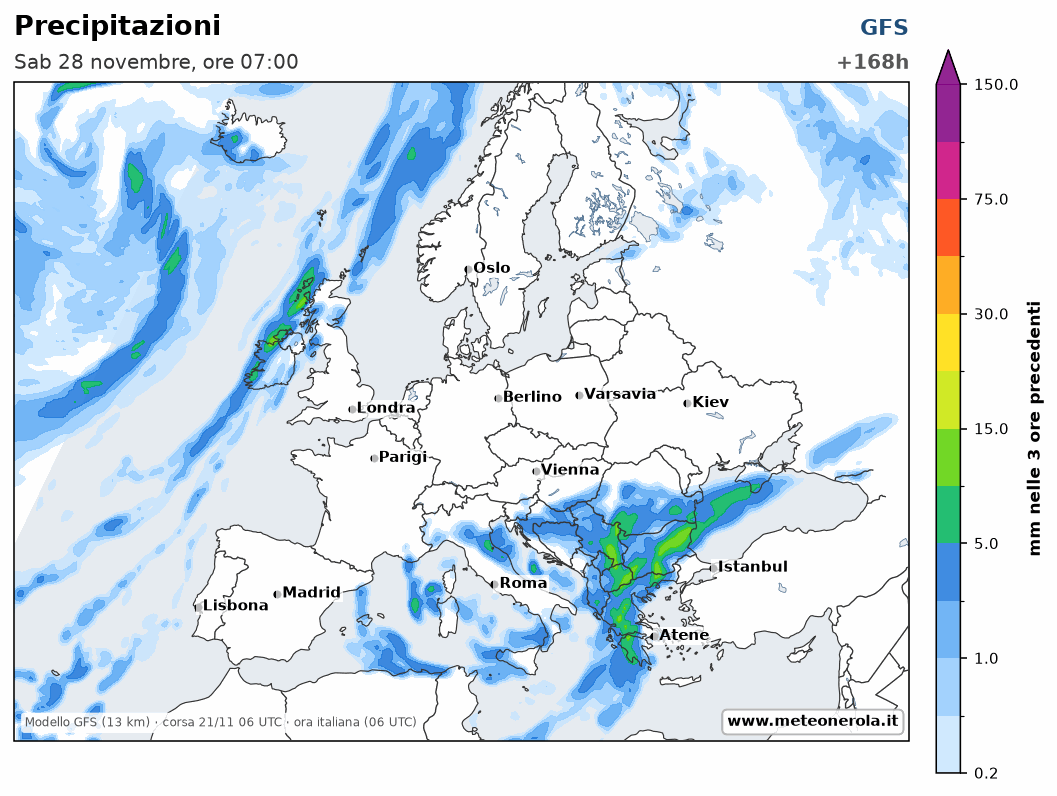 Precipitazioni
GFS
Sab 28 novembre, ore 07:00
+168h
150.0
75.0
30.0
15.0
5.0
1.0
0.2
mm nelle 3 ore precedenti
Oslo
Berlino
Varsavia
Londra
Kiev
Parigi
Vienna
Istanbul
Roma
Madrid
Lisbona
Atene
Modello GFS (13 km) · corsa 21/11 06 UTC · ora italiana (06 UTC)
www.meteonerola.it